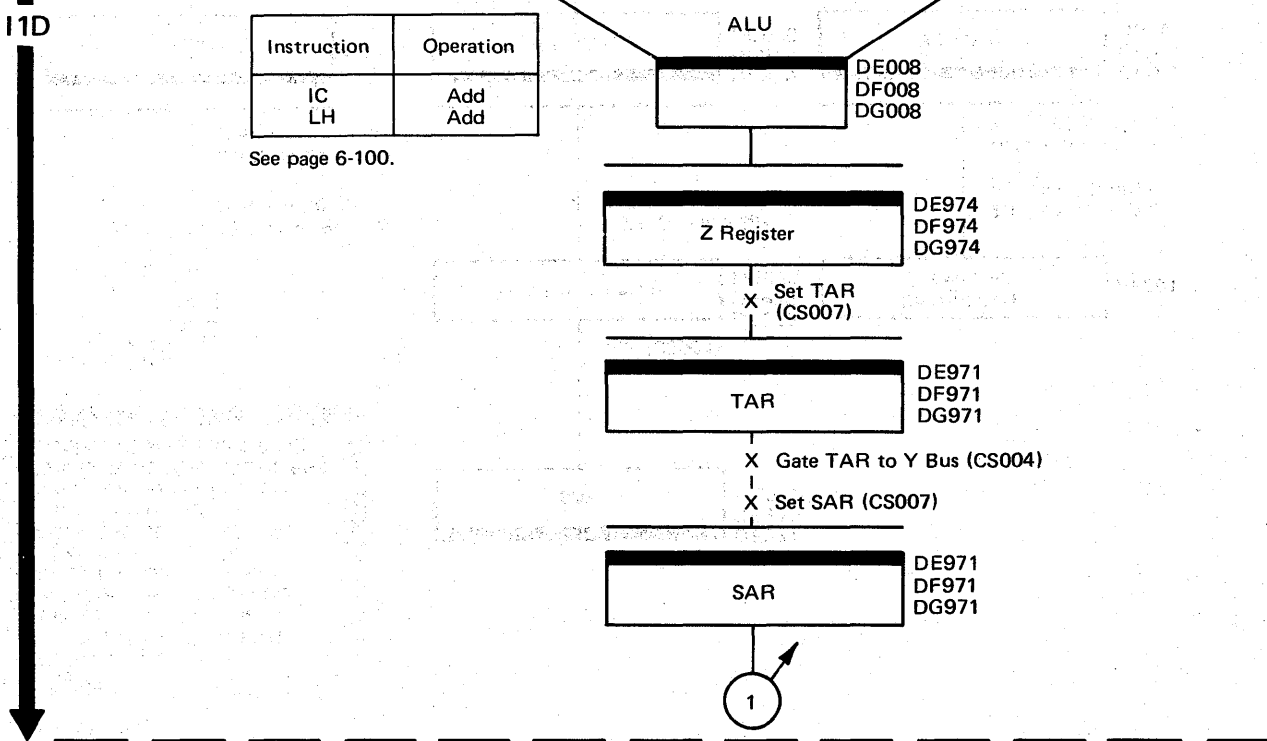 I1D
Instruction Operation
IC Add
LH Add
See page 6-100.
ALU
DE008
DF008
DG008
Z Register
DE974
DF974
DG974
X Set TAR
(CS007)
TAR
DE971
DF971
DG971
X Gate TAR to Y Bus (CS004)
X Set SAR (CS007)
SAR
DE971
DF971
DG971
1